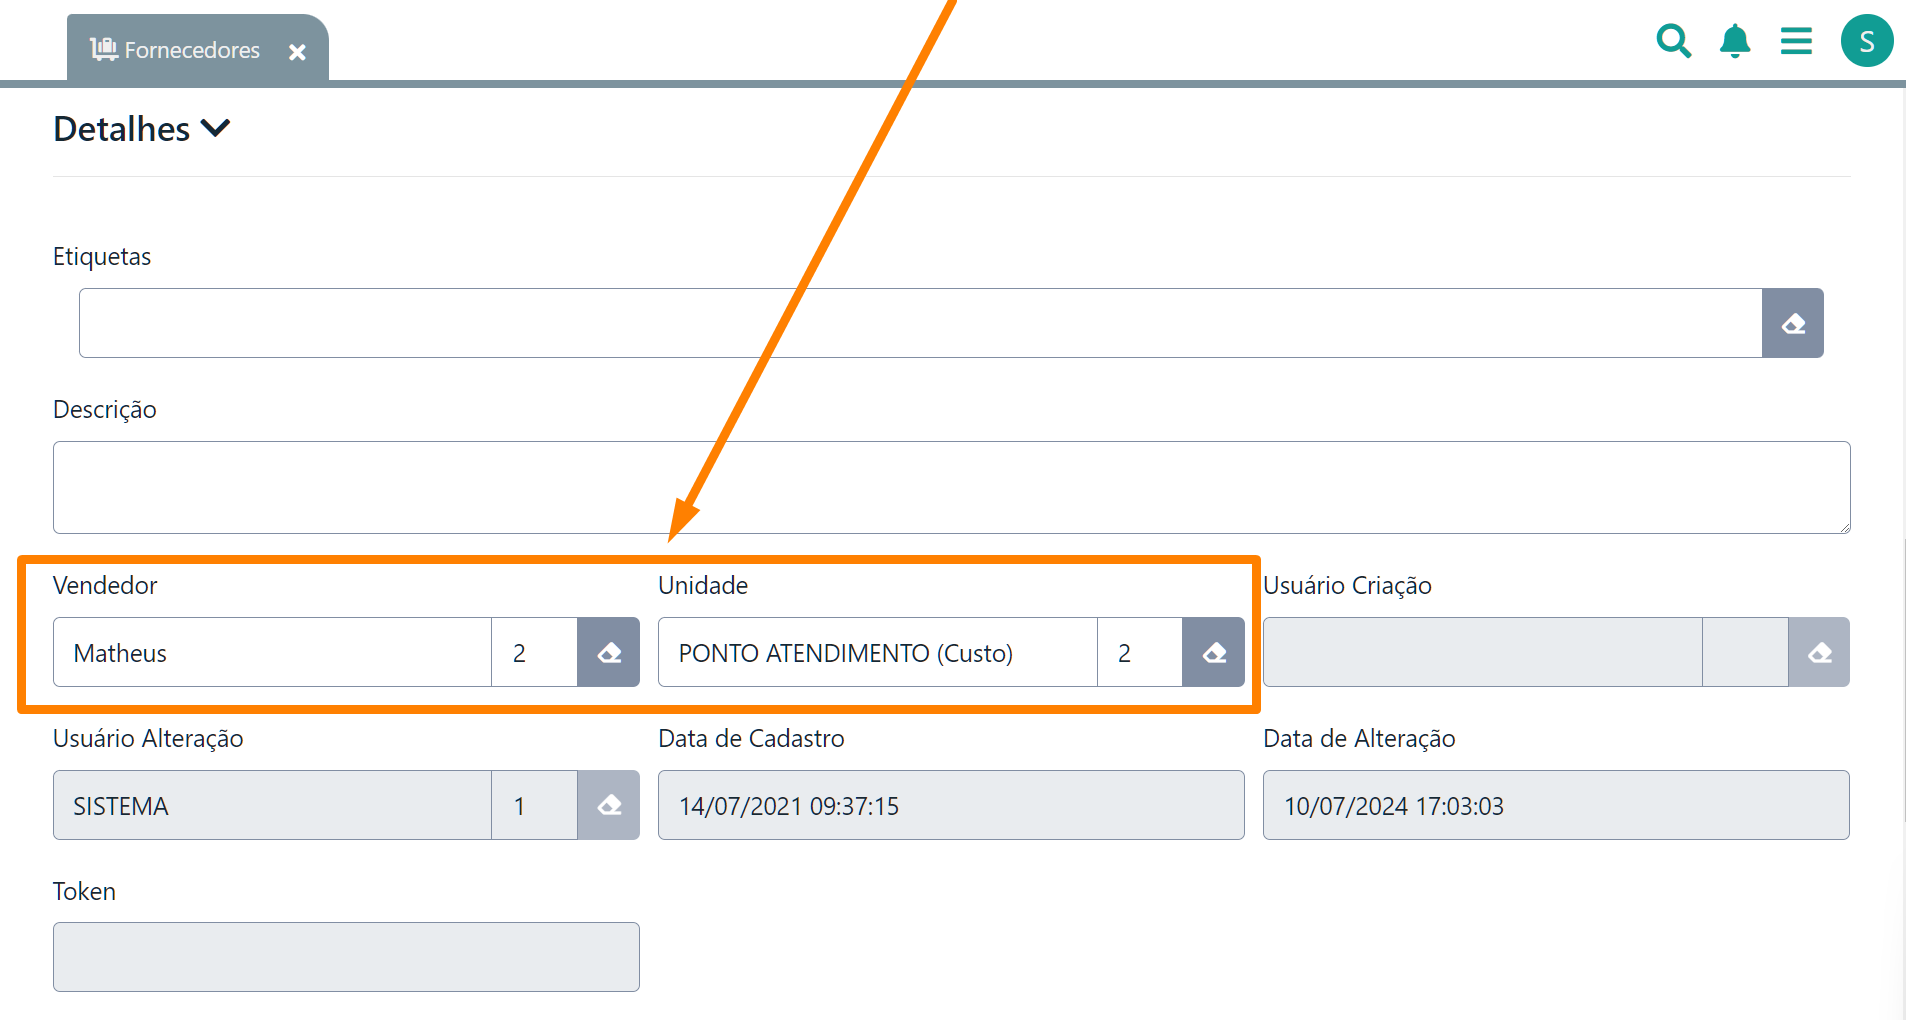 Fornecedores
S
Detalhes
Etiquetas
Descrição
Vendedor Unidade Usuário Criação
Matheus 2 PONTO ATENDIMENTO (Custo) 2
Usuário Alteração Data de Cadastro Data de Alteração
SISTEMA 1 14/07/2021 09:37:15 10/07/2024 17:03:03
Token